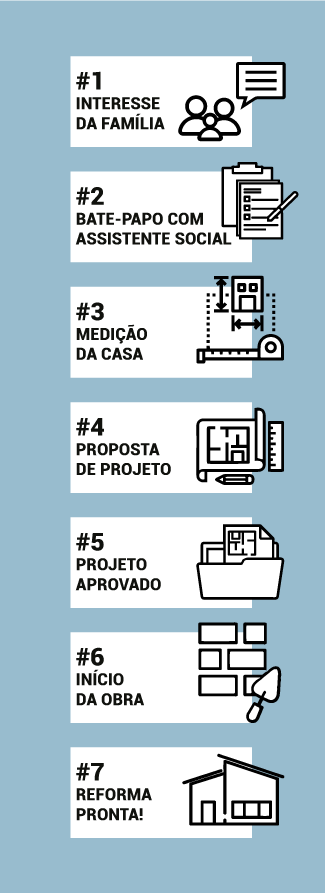 #1
INTERESSE
DA FAMÍLIA
#2
BATE-PAPO COM
ASSISTENTE SOCIAL
#3
MEDIÇÃO
DA CASA
#4
PROPOSTA
DE PROJETO
#5
PROJETO
APROVADO
#6
INÍCIO
DA OBRA
#7
REFORMA
PRONTA!